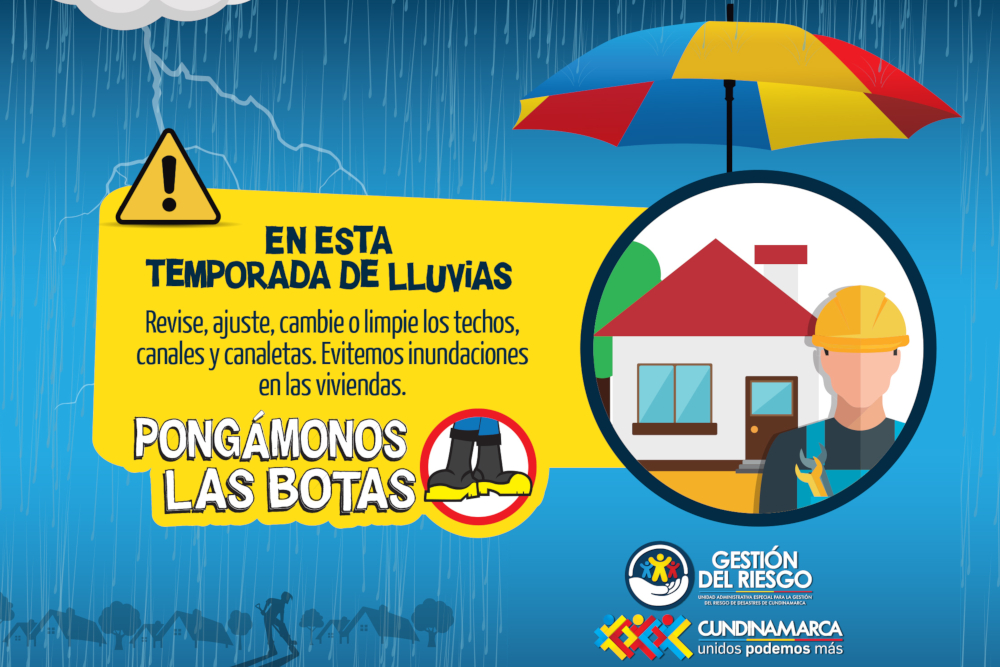 EN ESTA
TEMPORADA DE LLUViAS
Revise, ajuste, cambie o limpie los techos,
canales y canaletas. Evitemos inundaciones
en las viviendas.
PONGÁMONOS
LAS BOTAS
GESTIÓN
DEL RIESGO
UNIDAD ADMINISTRATIVA ESPECIAL PARA LA GESTIÓN
DEL RIESGO DE DESASTRES DE CUNDINAMARCA
CUNDINAMARCA
unidos podemos más